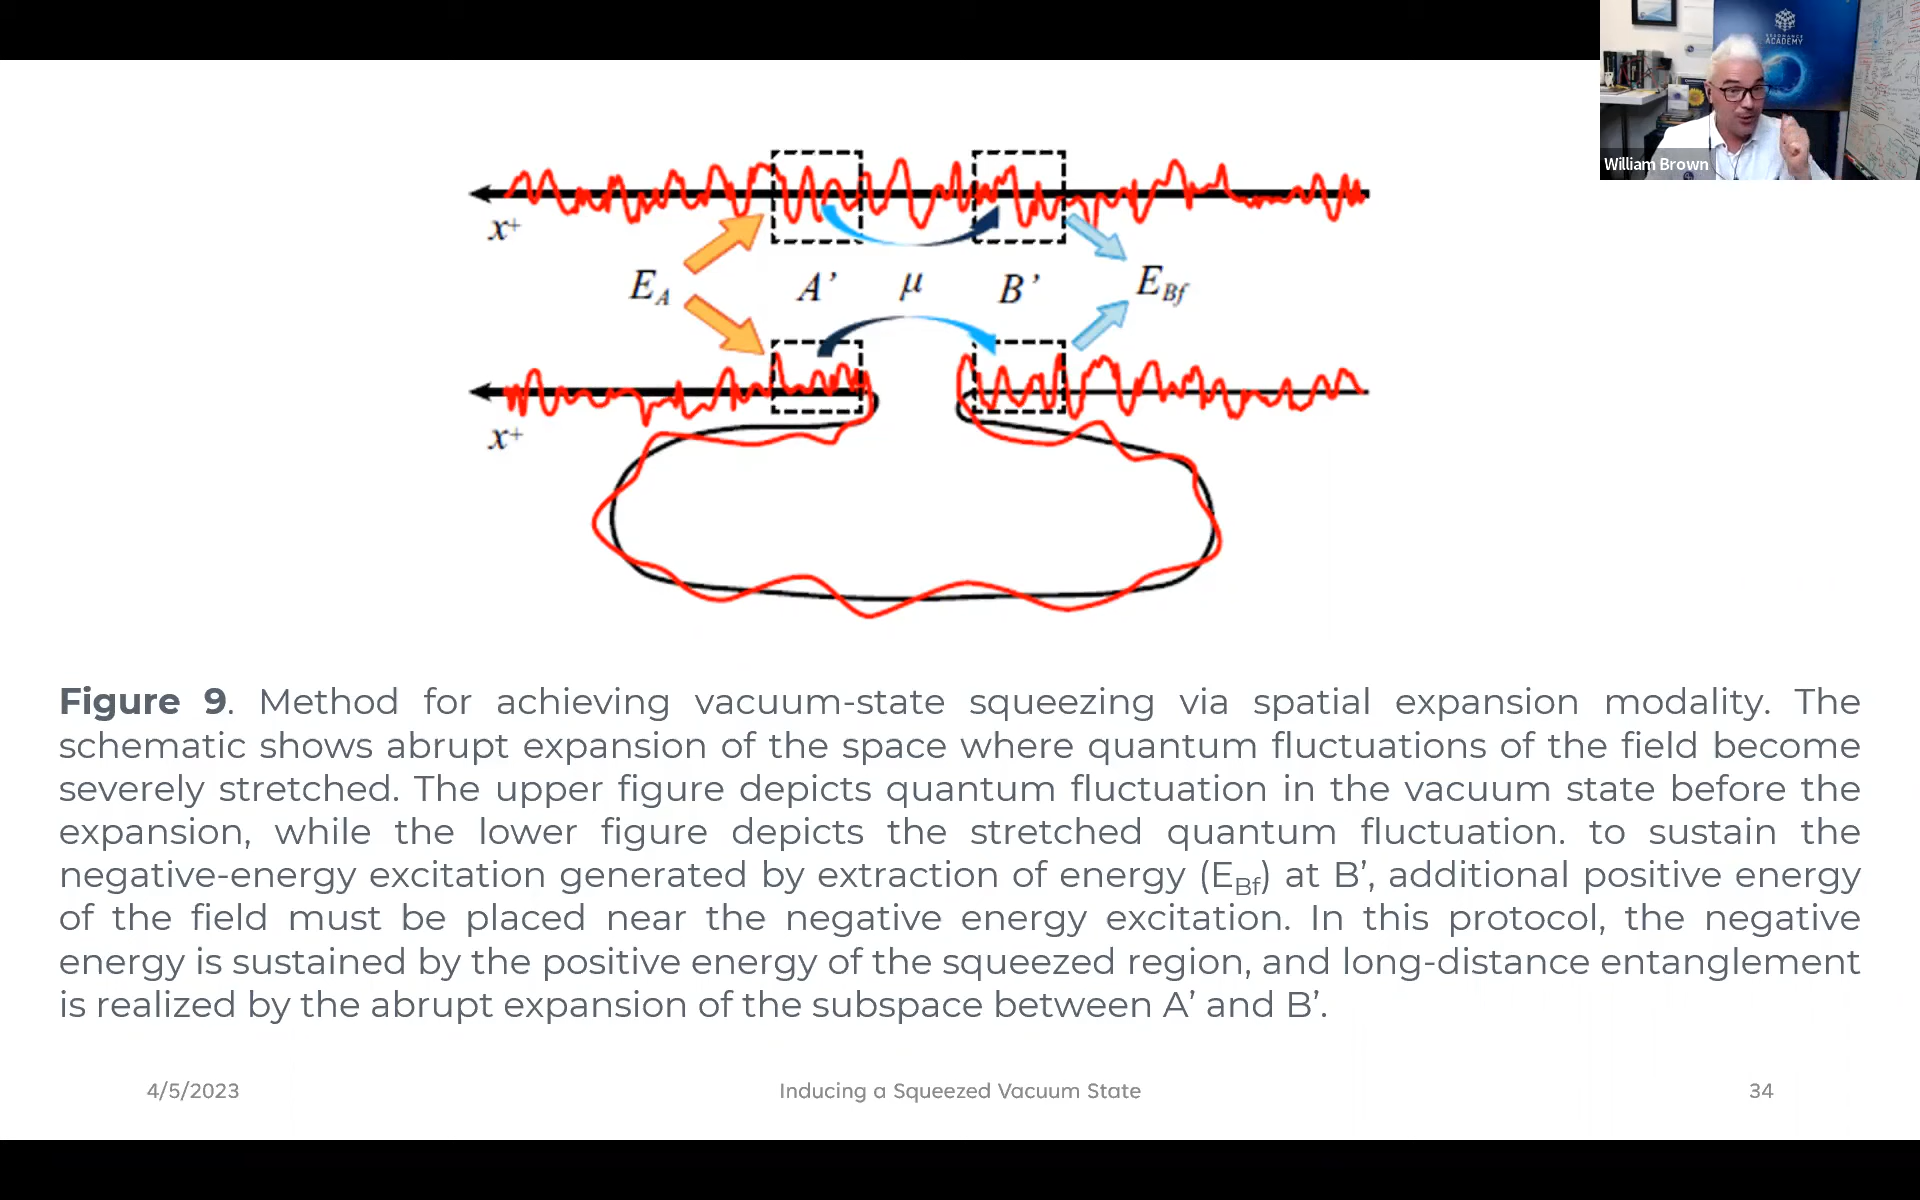 RESONANCE
ACADEMY
William Brown
x+
E_A
A’
μ
B’
E_Bf
x+
Figure 9. Method for achieving vacuum-state squeezing via spatial expansion modality. The
schematic shows abrupt expansion of the space where quantum fluctuations of the field become
severely stretched. The upper figure depicts quantum fluctuation in the vacuum state before the
expansion, while the lower figure depicts the stretched quantum fluctuation. to sustain the
negative-energy excitation generated by extraction of energy (E_Bf) at B’, additional positive energy
of the field must be placed near the negative energy excitation. In this protocol, the negative
energy is sustained by the positive energy of the squeezed region, and long-distance entanglement
is realized by the abrupt expansion of the subspace between A’ and B’.
4/5/2023
Inducing a Squeezed Vacuum State
34